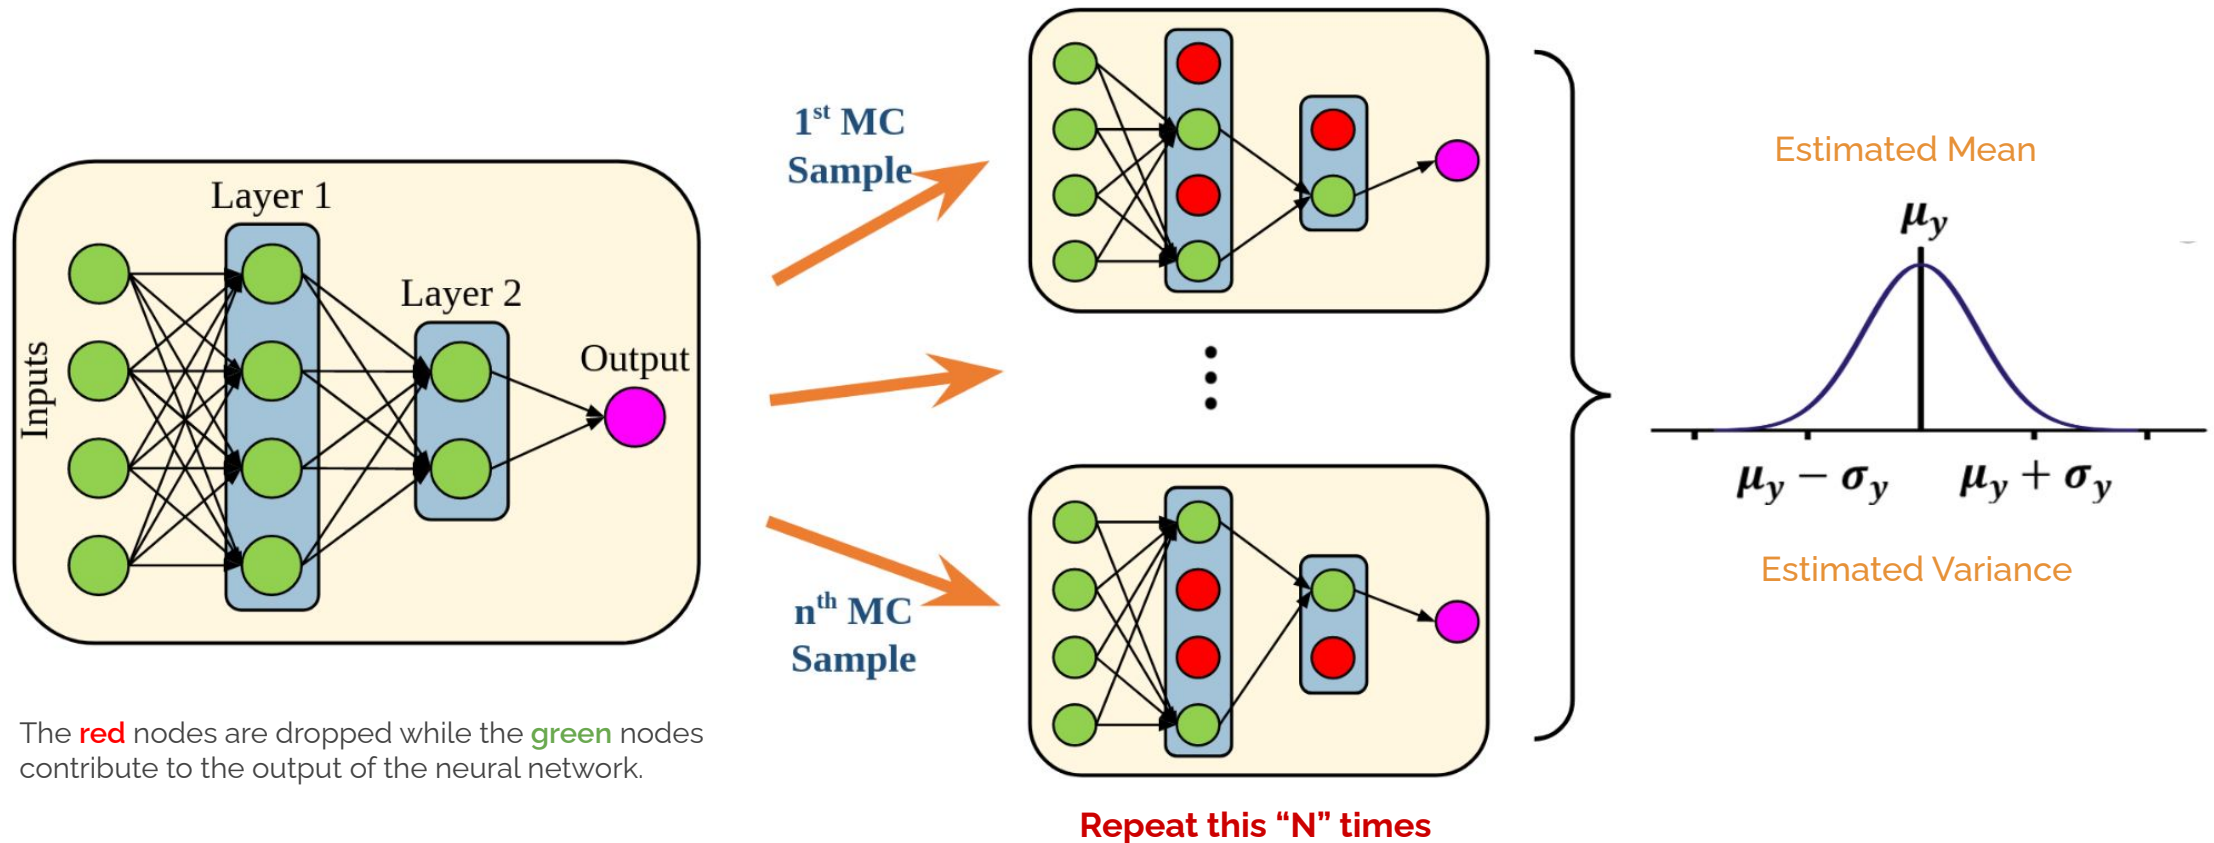 Layer 1
Layer 2
Output
Inputs
The red nodes are dropped while the green nodes
contribute to the output of the neural network.
1st MC
Sample
nth MC
Sample
Repeat this “N” times
Estimated Mean
μy
μy − σy μy + σy
Estimated Variance